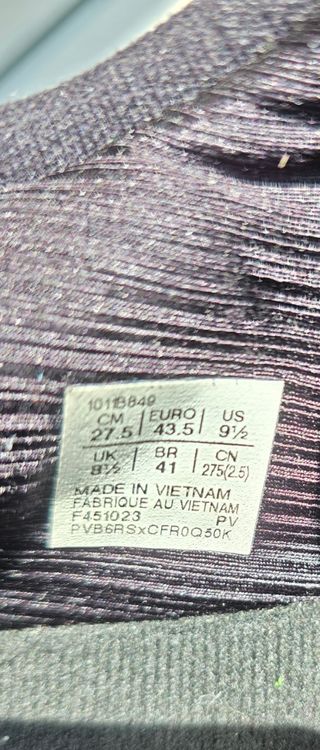 1011B849
CM EURO US
27.5 43.5 9½
UK BR CN
8½ 41 275(2.5)
MADE IN VIETNAM
FABRIQUE AU VIETNAM
F451023 PV
PVB6RSxCFR0Q50K